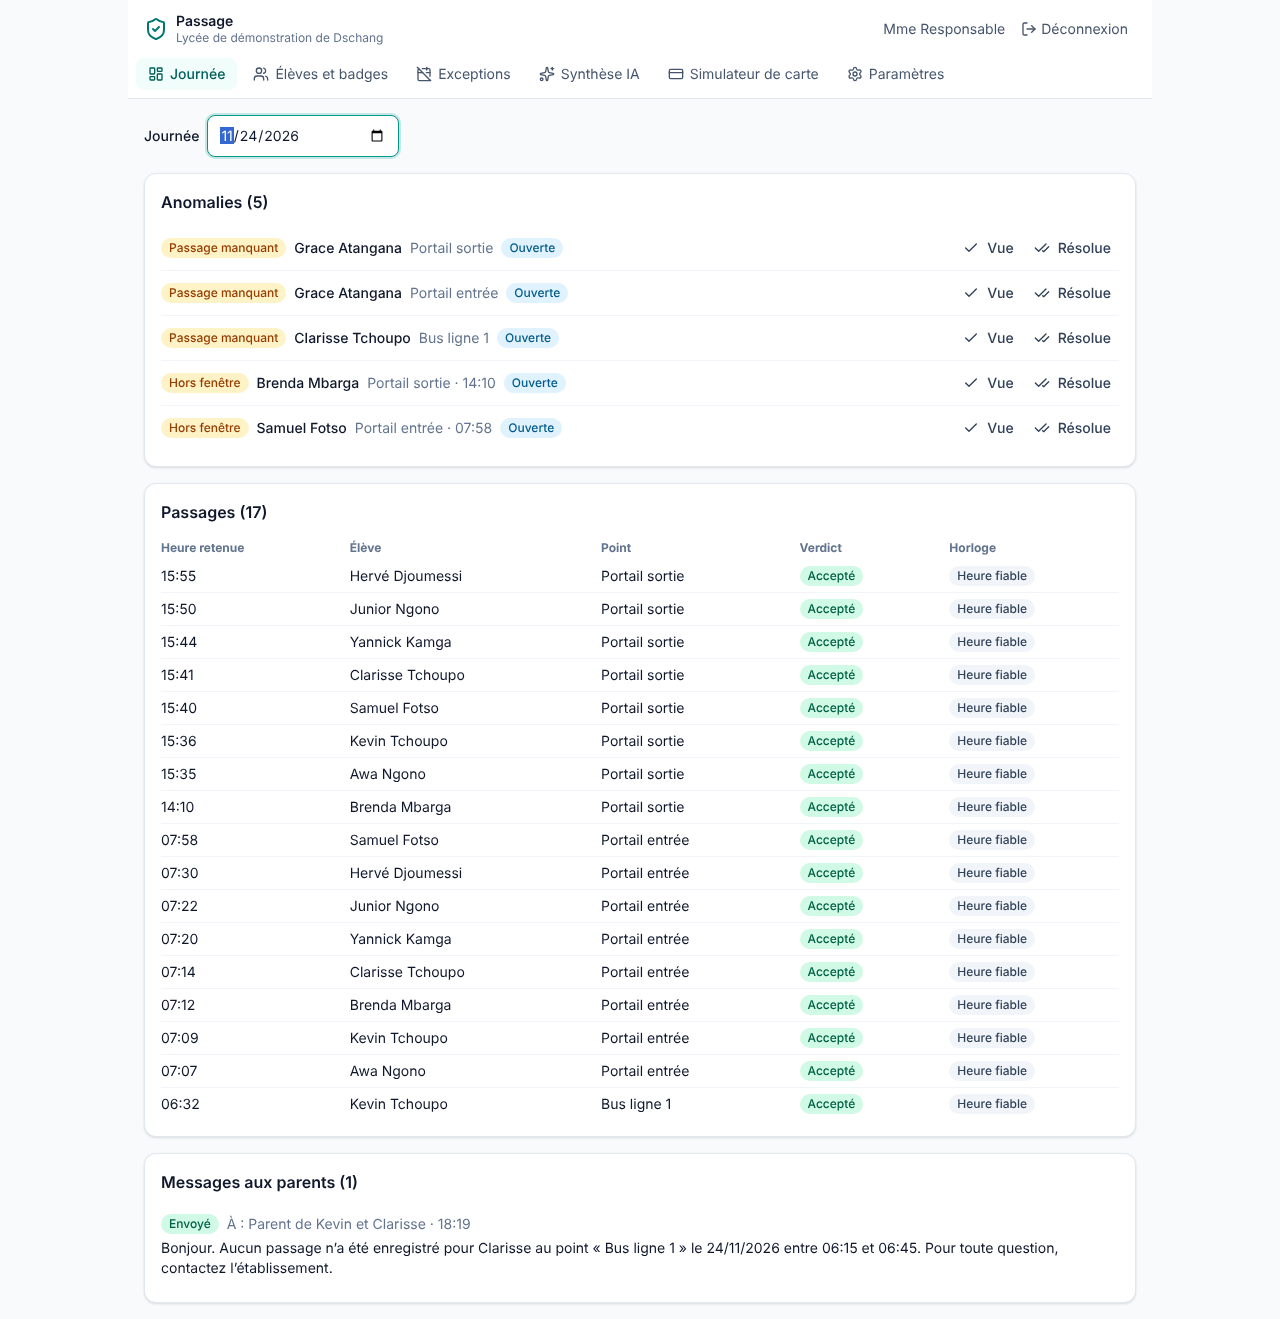 Passage
Lycée de démonstration de Dschang
Mme Responsable Déconnexion
Journée Élèves et badges Exceptions Synthèse IA Simulateur de carte Paramètres
Journée 11/24/2026
Anomalies (5)
Passage manquant Grace Atangana Portail sortie Ouverte Vue Résolue
Passage manquant Grace Atangana Portail entrée Ouverte Vue Résolue
Passage manquant Clarisse Tchoupo Bus ligne 1 Ouverte Vue Résolue
Hors fenêtre Brenda Mbarga Portail sortie · 14:10 Ouverte Vue Résolue
Hors fenêtre Samuel Fotso Portail entrée · 07:58 Ouverte Vue Résolue
Passages (17)
Heure retenue Élève Point Verdict Horloge
15:55 Hervé Djoumessi Portail sortie Accepté Heure fiable
15:50 Junior Ngono Portail sortie Accepté Heure fiable
15:44 Yannick Kamga Portail sortie Accepté Heure fiable
15:41 Clarisse Tchoupo Portail sortie Accepté Heure fiable
15:40 Samuel Fotso Portail sortie Accepté Heure fiable
15:36 Kevin Tchoupo Portail sortie Accepté Heure fiable
15:35 Awa Ngono Portail sortie Accepté Heure fiable
14:10 Brenda Mbarga Portail sortie Accepté Heure fiable
07:58 Samuel Fotso Portail entrée Accepté Heure fiable
07:30 Hervé Djoumessi Portail entrée Accepté Heure fiable
07:22 Junior Ngono Portail entrée Accepté Heure fiable
07:20 Yannick Kamga Portail entrée Accepté Heure fiable
07:14 Clarisse Tchoupo Portail entrée Accepté Heure fiable
07:12 Brenda Mbarga Portail entrée Accepté Heure fiable
07:09 Kevin Tchoupo Portail entrée Accepté Heure fiable
07:07 Awa Ngono Portail entrée Accepté Heure fiable
06:32 Kevin Tchoupo Bus ligne 1 Accepté Heure fiable
Messages aux parents (1)
Envoyé À : Parent de Kevin et Clarisse · 18:19
Bonjour. Aucun passage n’a été enregistré pour Clarisse au point « Bus ligne 1 » le 24/11/2026 entre 06:15 et 06:45. Pour toute question,
contactez l’établissement.